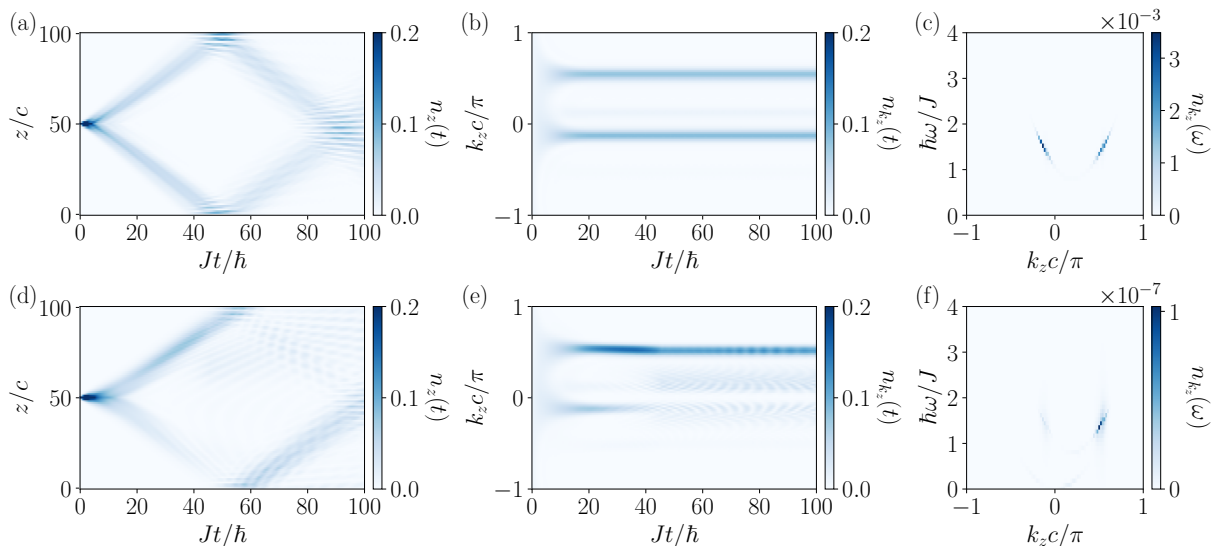 (a)
100
50
0
z/c
0 20 40 60 80 100
Jt/ħ
0.2
0.1
0.0
n_z(t)
(b)
1
0
−1
k_z c/π
0 20 40 60 80 100
Jt/ħ
0.2
0.1
0.0
n_{k_z}(t)
(c)
4
3
2
1
0
ħω/J
−1 0 1
k_z c/π
×10⁻³
3
2
1
0
n_{k_z}(ω)
(d)
100
50
0
z/c
0 20 40 60 80 100
Jt/ħ
0.2
0.1
0.0
n_z(t)
(e)
1
0
−1
k_z c/π
0 20 40 60 80 100
Jt/ħ
0.2
0.1
0.0
n_{k_z}(t)
(f)
4
3
2
1
0
ħω/J
−1 0 1
k_z c/π
×10⁻⁷
1
0
n_{k_z}(ω)